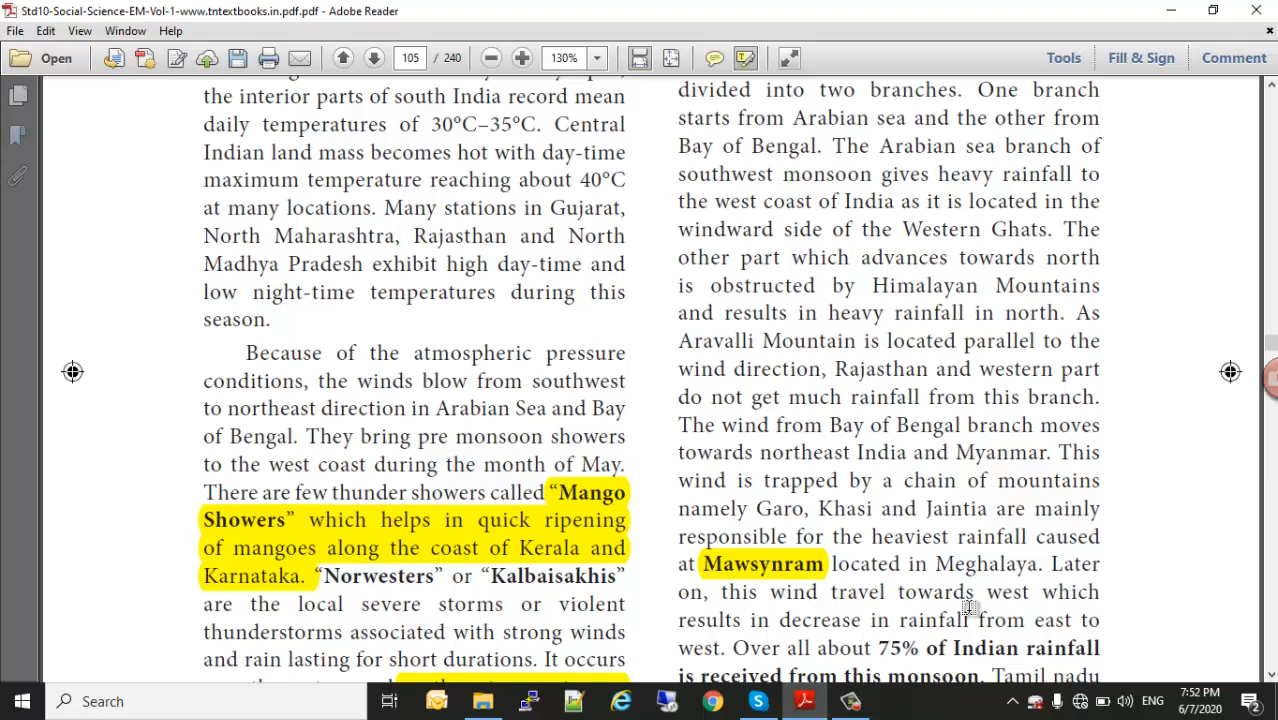 Std10-Social-Science-EM-Vol-1-www.tntextbooks.in.pdf.pdf - Adobe Reader
File Edit View Window Help
Open 105 / 240 130% Tools Fill & Sign Comment
the interior parts of south India record mean
daily temperatures of 30°C–35°C. Central
Indian land mass becomes hot with day-time
maximum temperature reaching about 40°C
at many locations. Many stations in Gujarat,
North Maharashtra, Rajasthan and North
Madhya Pradesh exhibit high day-time and
low night-time temperatures during this
season.
Because of the atmospheric pressure
conditions, the winds blow from southwest
to northeast direction in Arabian Sea and Bay
of Bengal. They bring pre monsoon showers
to the west coast during the month of May.
There are few thunder showers called “Mango
Showers” which helps in quick ripening
of mangoes along the coast of Kerala and
Karnataka. “Norwesters” or “Kalbaisakhis”
are the local severe storms or violent
thunderstorms associated with strong winds
and rain lasting for short durations. It occurs
divided into two branches. One branch
starts from Arabian sea and the other from
Bay of Bengal. The Arabian sea branch of
southwest monsoon gives heavy rainfall to
the west coast of India as it is located in the
windward side of the Western Ghats. The
other part which advances towards north
is obstructed by Himalayan Mountains
and results in heavy rainfall in north. As
Aravalli Mountain is located parallel to the
wind direction, Rajasthan and western part
do not get much rainfall from this branch.
The wind from Bay of Bengal branch moves
towards northeast India and Myanmar. This
wind is trapped by a chain of mountains
namely Garo, Khasi and Jaintia are mainly
responsible for the heaviest rainfall caused
at Mawsynram located in Meghalaya. Later
on, this wind travel towards west which
results in decrease in rainfall from east to
west. Over all about 75% of Indian rainfall
is received from this monsoon. Tamil nadu
Search ENG 7:52 PM
6/7/2020 2